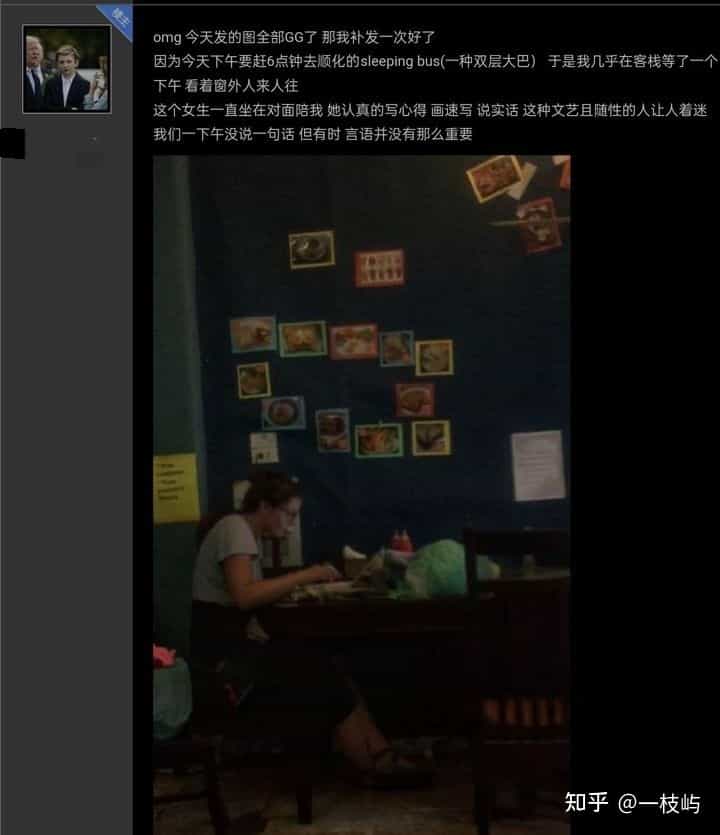 楼主
omg 今天发的图全部GG了 那我补发一次好了
因为今天下午要赶6点钟去顺化的sleeping bus(一种双层大巴） 于是我几乎在客栈等了一个
下午 看着窗外人来人往
这个女生一直坐在对面陪我 她认真的写心得 画速写 说实话 这种文艺且随性的人让人着迷
我们一下午没说一句话 但有时 言语并没有那么重要
知乎 @一枝屿